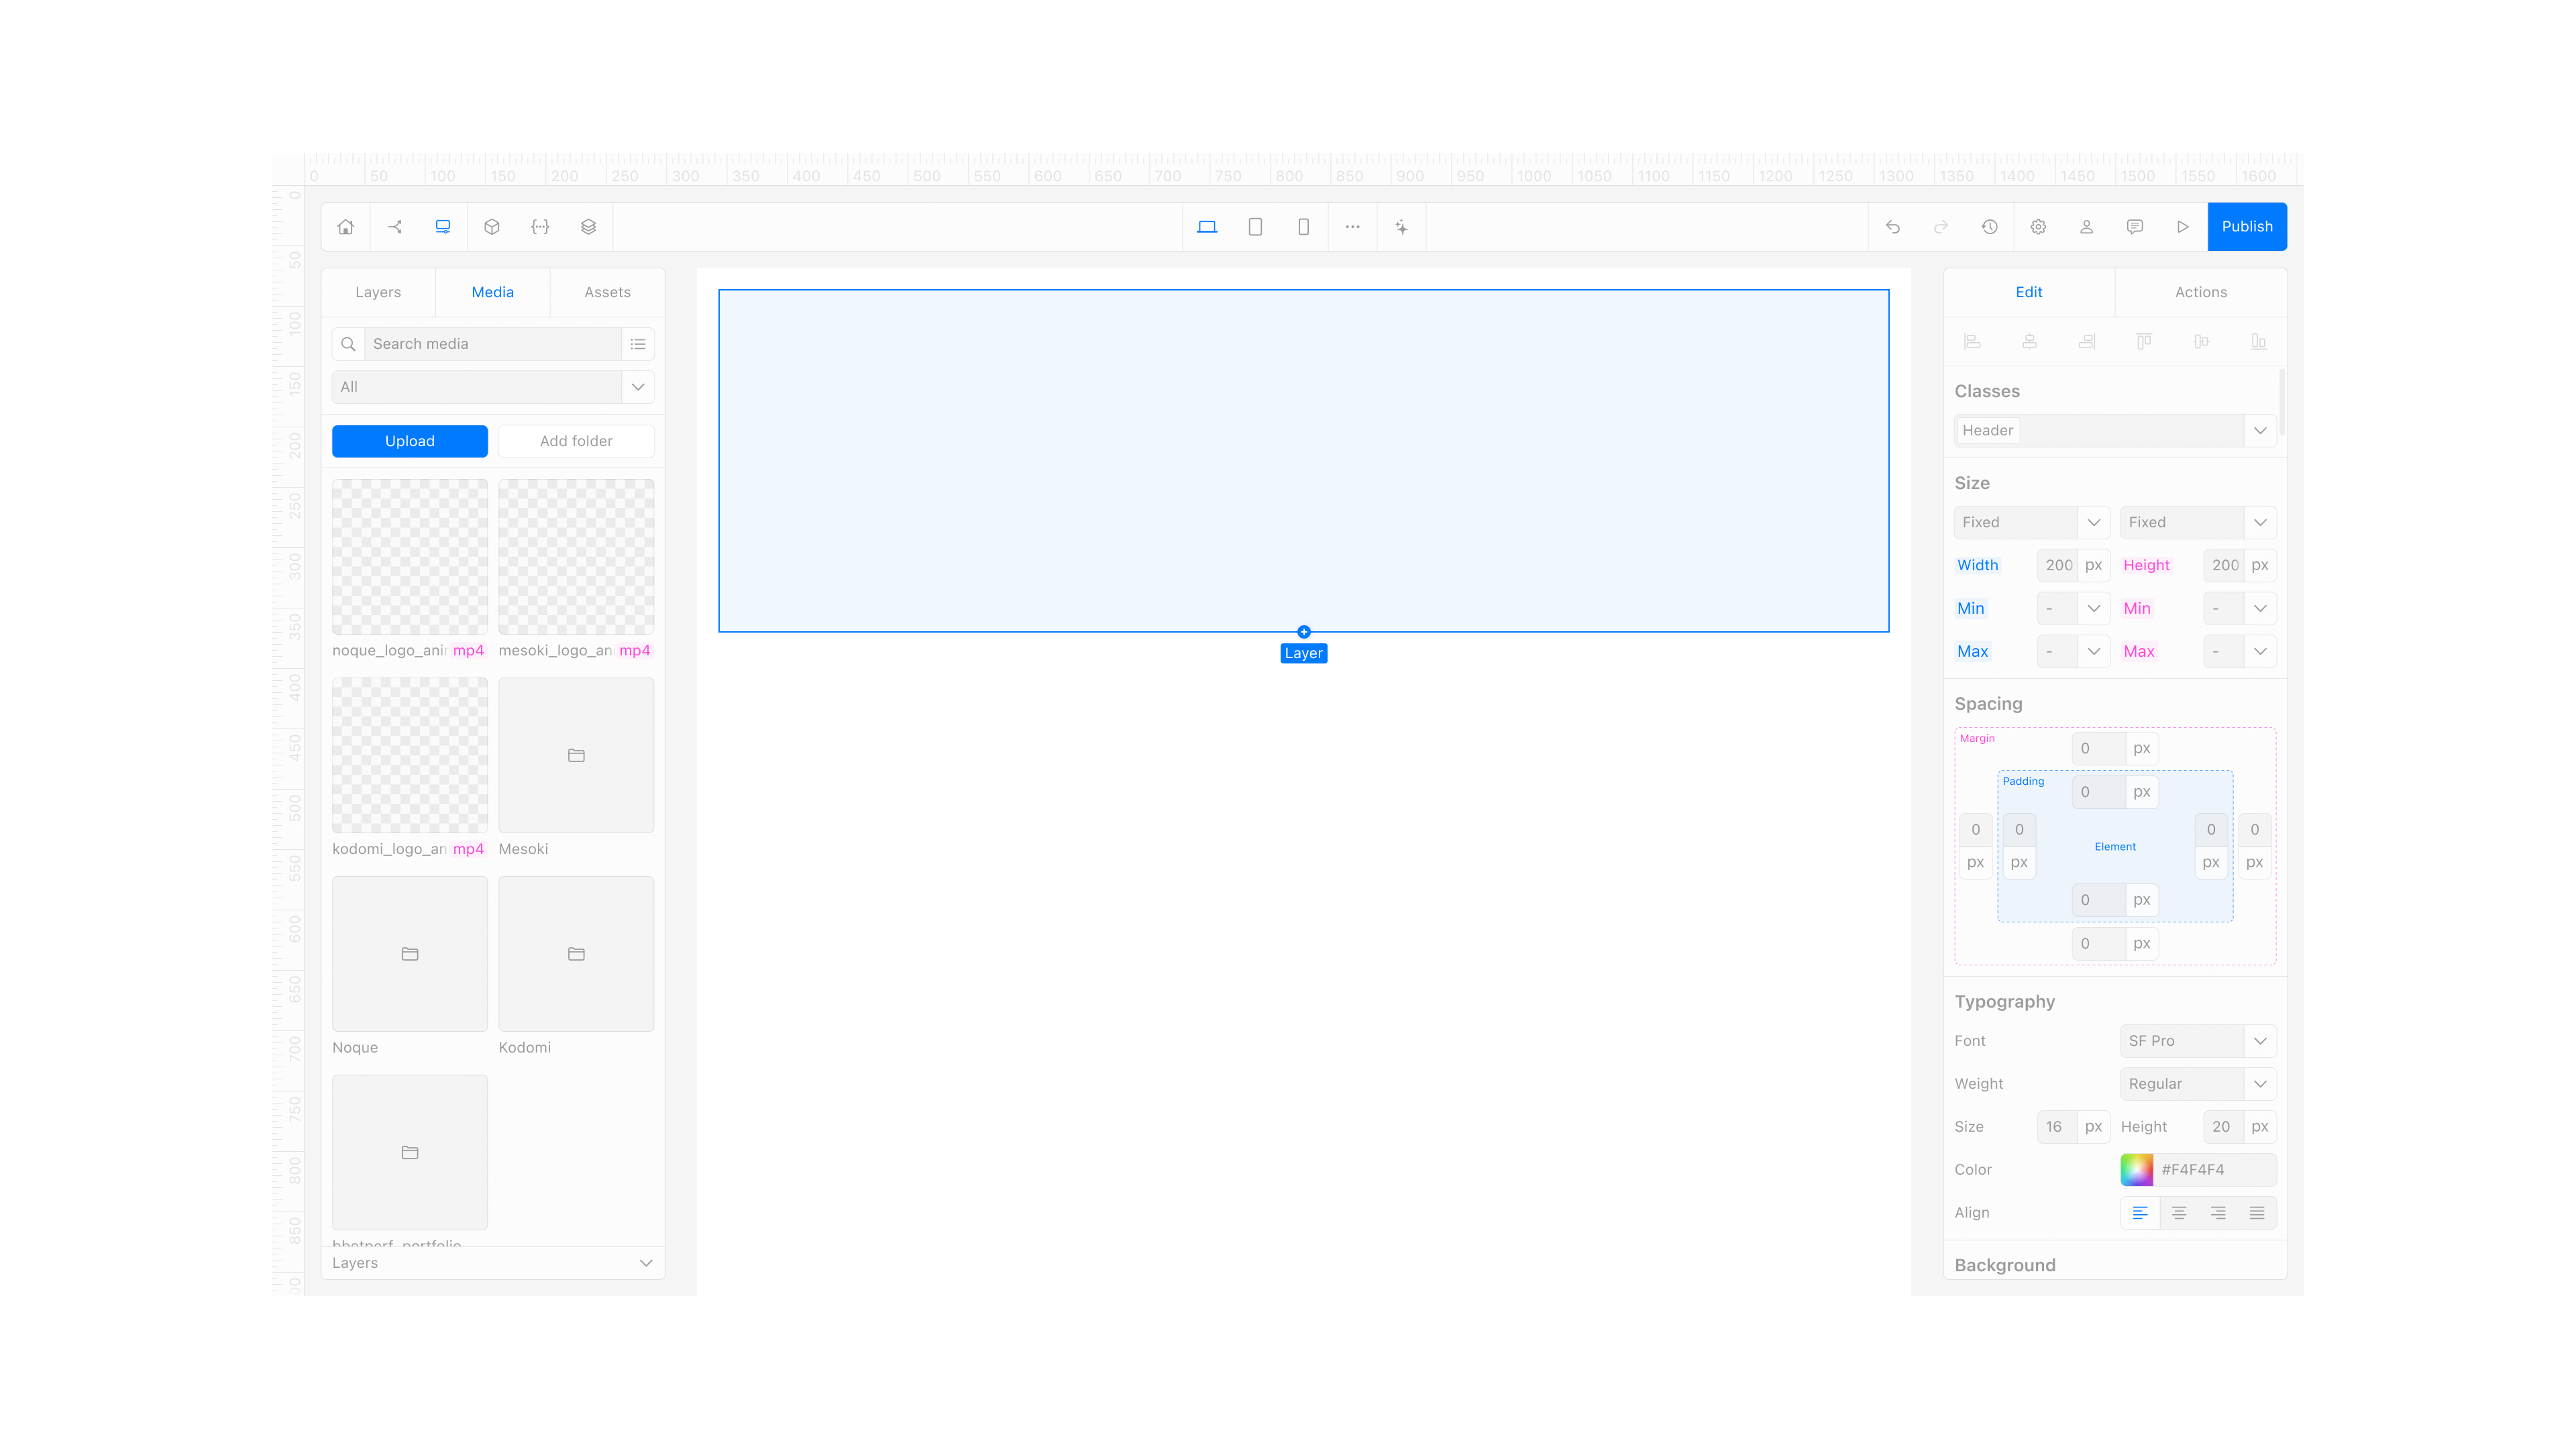 0 50 100 150 200 250 300 350 400 450 500 550 600 650 700 750 800 850 900 950 1000 1050 1100 1150 1200 1250 1300 1350 1400 1450 1500 1550 1600
0
50
100
150
200
250
300
350
400
450
500
550
600
650
700
750
800
850
Publish
Layers Media Assets
Search media
All
Upload Add folder
noque_logo_ani mp4 mesoki_logo_an mp4
kodomi_logo_an mp4 Mesoki
Noque Kodomi
Layers
Layer
Edit Actions
Classes
Header
Size
Fixed Fixed
Width 200 px Height 200 px
Min - Min -
Max - Max -
Spacing
Margin 0 px
Padding 0 px
0 0 0 0
Element
px px px px
0 px
0 px
Typography
Font SF Pro
Weight Regular
Size 16 px Height 20 px
Color #F4F4F4
Align
Background